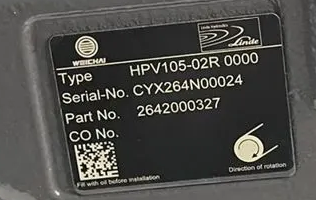 WEICHAI
Linde Hydraulics
Linde
Type HPV105-02R 0000
Serial-No. CYX264N00024
Part No. 2642000327
CO No.
Fill with oil before installation
Direction of rotation